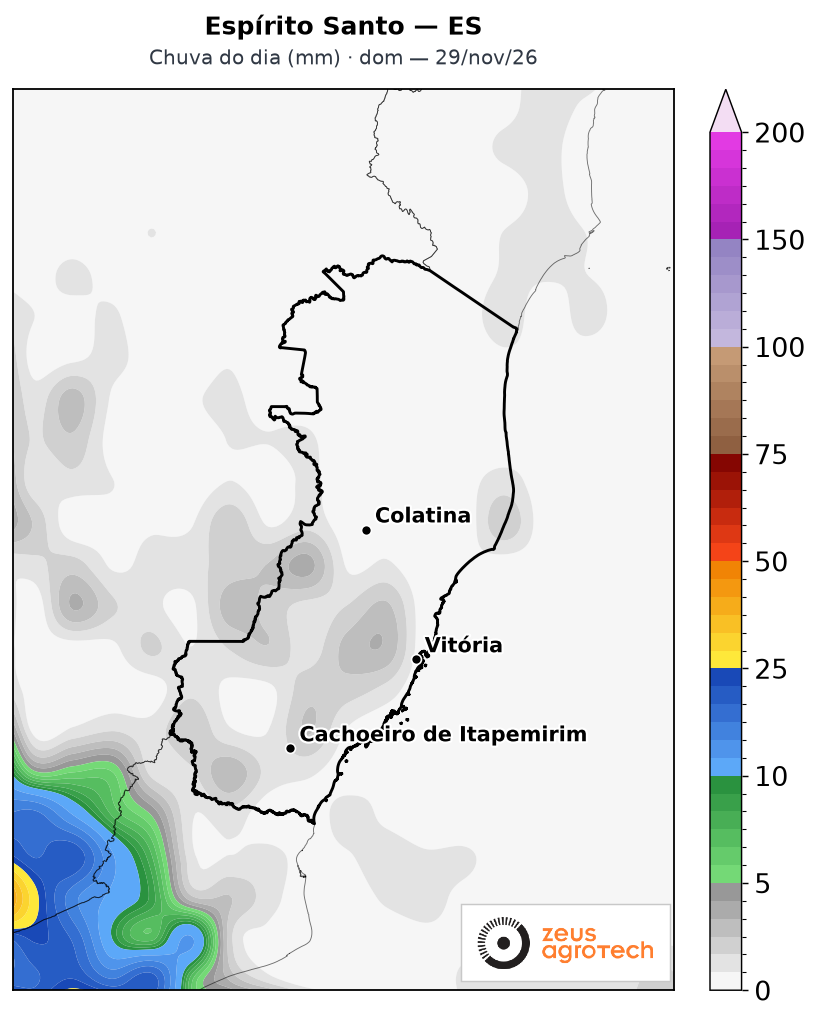 Espírito Santo — ES
Chuva do dia (mm) · dom — 29/nov/26
200
150
100
75
50
25
10
5
0
Colatina
Vitória
Cachoeiro de Itapemirim
zeus
agrotech